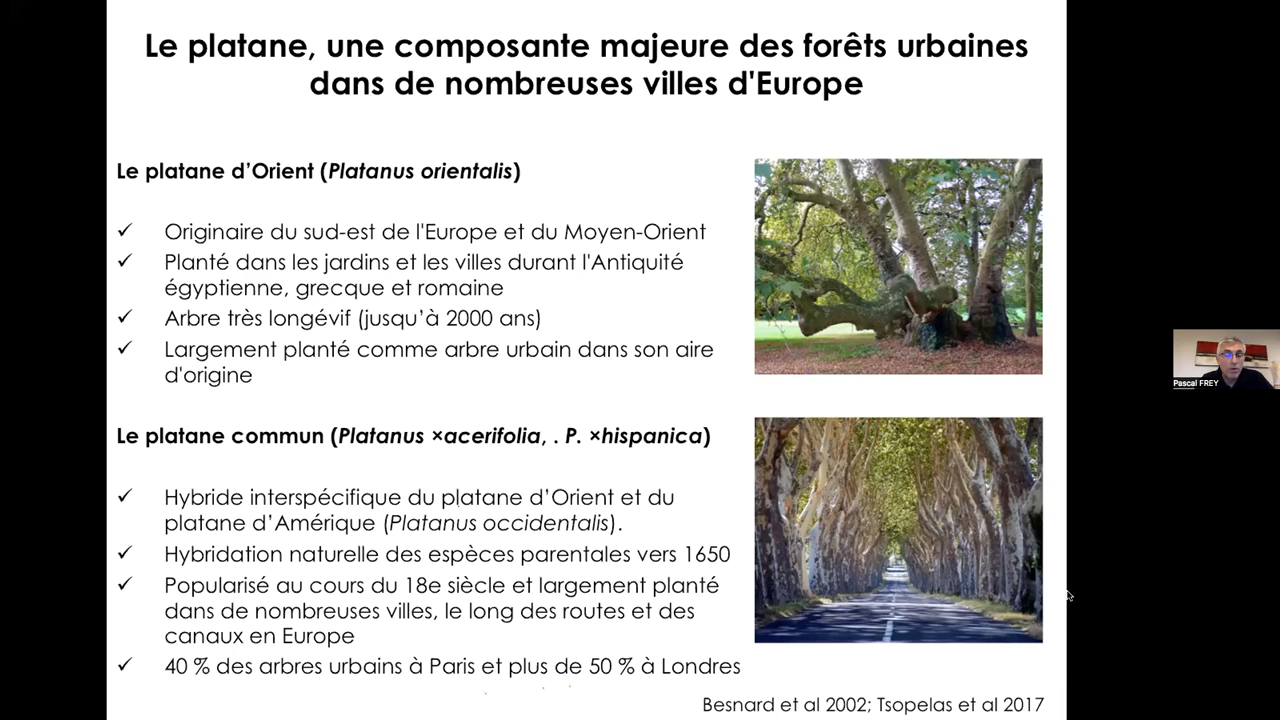 Le platane, une composante majeure des forêts urbaines
dans de nombreuses villes d'Europe
Le platane d’Orient (Platanus orientalis)
✓ Originaire du sud-est de l'Europe et du Moyen-Orient
✓ Planté dans les jardins et les villes durant l'Antiquité
égyptienne, grecque et romaine
✓ Arbre très longévif (jusqu’à 2000 ans)
✓ Largement planté comme arbre urbain dans son aire
d'origine
Le platane commun (Platanus ×acerifolia, . P. ×hispanica)
✓ Hybride interspécifique du platane d’Orient et du
platane d’Amérique (Platanus occidentalis).
✓ Hybridation naturelle des espèces parentales vers 1650
✓ Popularisé au cours du 18e siècle et largement planté
dans de nombreuses villes, le long des routes et des
canaux en Europe
✓ 40 % des arbres urbains à Paris et plus de 50 % à Londres
Besnard et al 2002; Tsopelas et al 2017
Pascal FREY